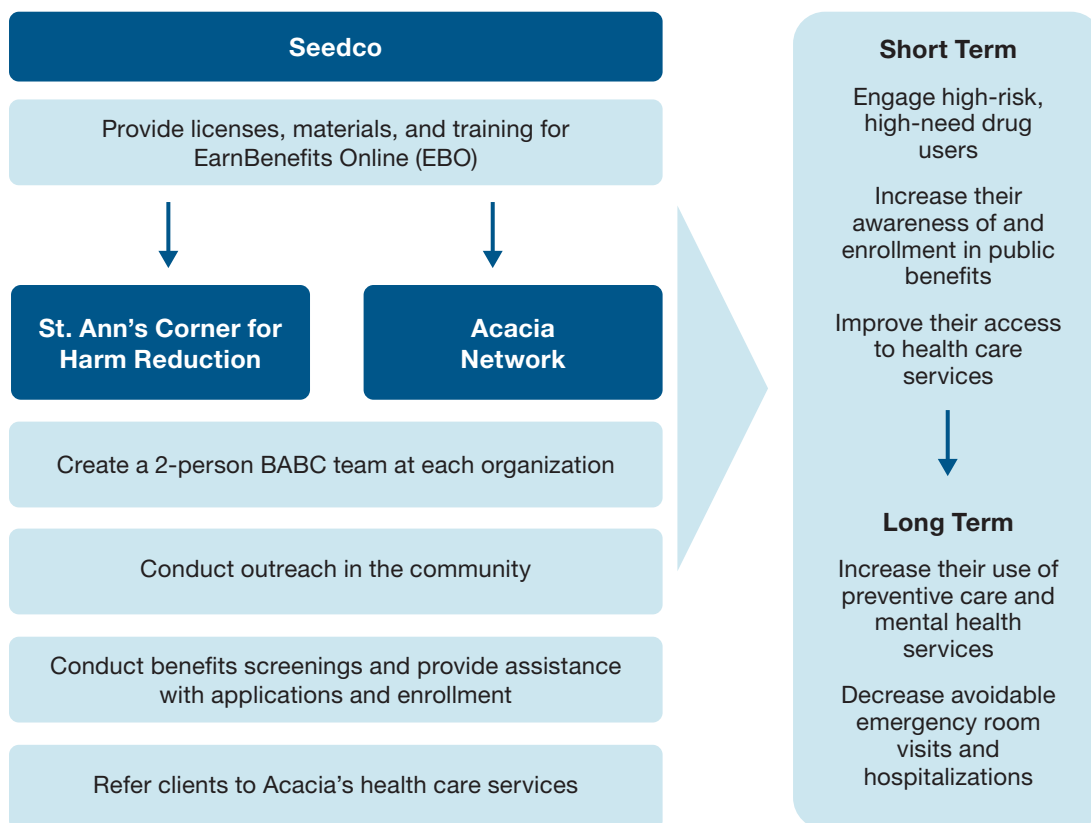 Seedco
Provide licenses, materials, and training for
EarnBenefits Online (EBO)
St. Ann’s Corner for
Harm Reduction
Acacia
Network
Create a 2-person BABC team at each organization
Conduct outreach in the community
Conduct benefits screenings and provide assistance
with applications and enrollment
Refer clients to Acacia’s health care services
Short Term
Engage high-risk,
high-need drug
users
Increase their
awareness of and
enrollment in public
benefits
Improve their access
to health care
services
Long Term
Increase their use of
preventive care and
mental health
services
Decrease avoidable
emergency room
visits and
hospitalizations